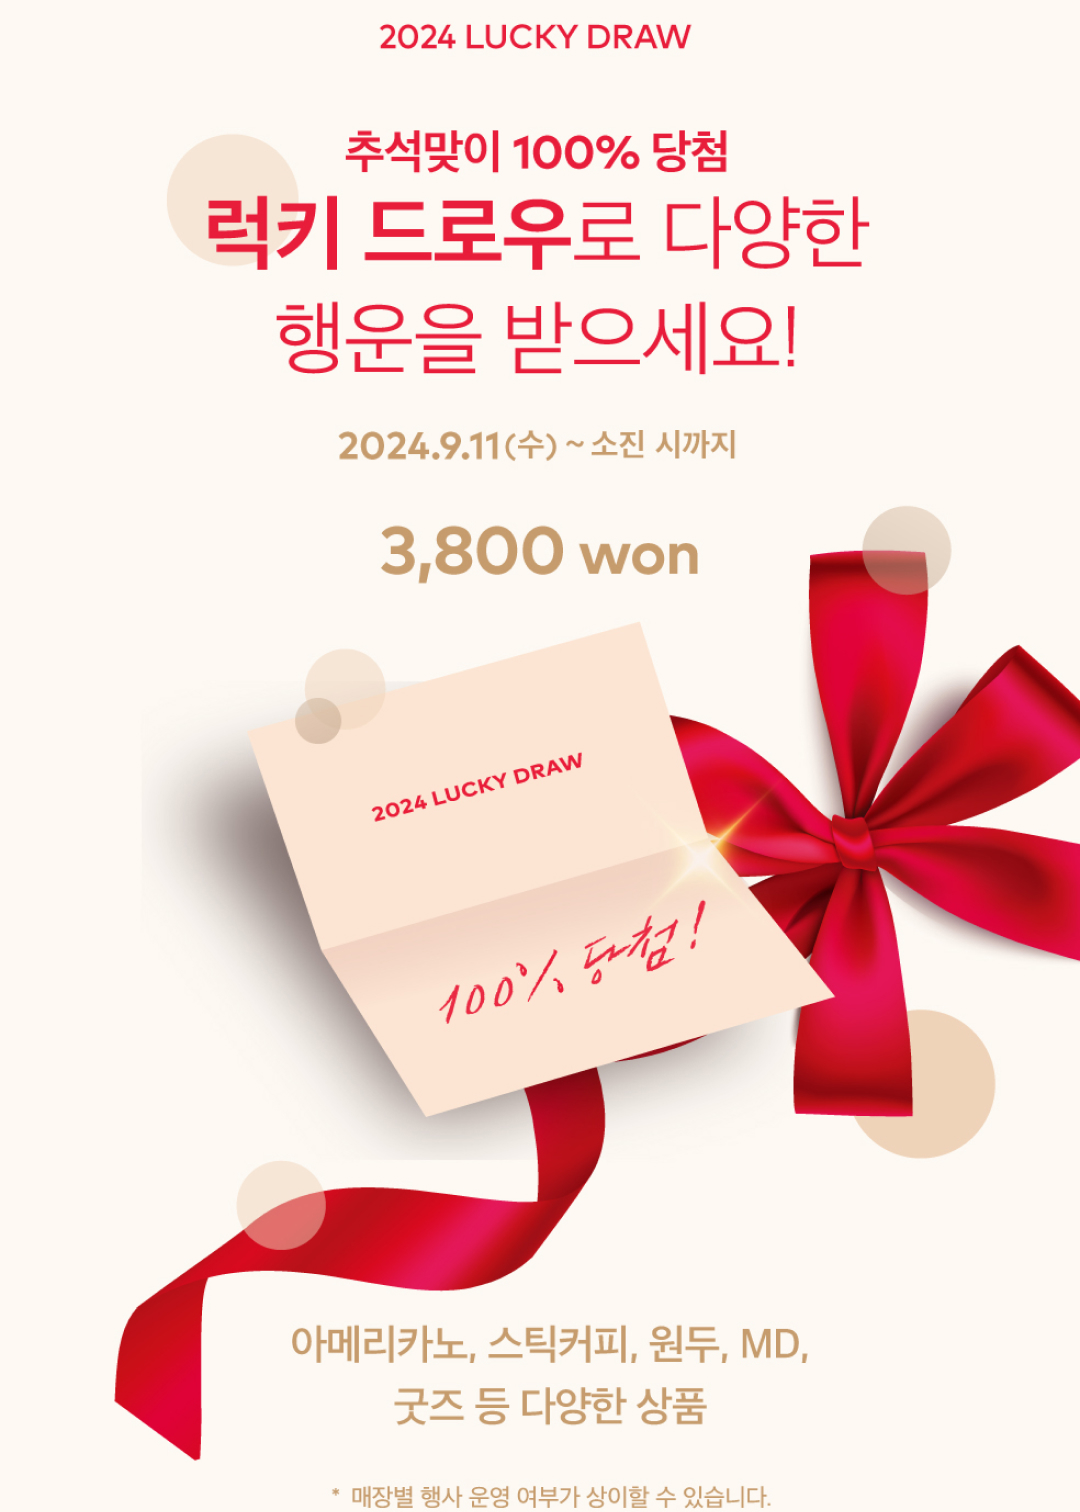 2024 LUCKY DRAW
추석맞이 100% 당첨
럭키 드로우로 다양한
행운을 받으세요!
2024.9.11(수) ~ 소진 시까지
3,800 won
2024 LUCKY DRAW
100% 당첨!
아메리카노, 스틱커피, 원두, MD,
굿즈 등 다양한 상품
* 매장별 행사 운영 여부가 상이할 수 있습니다.